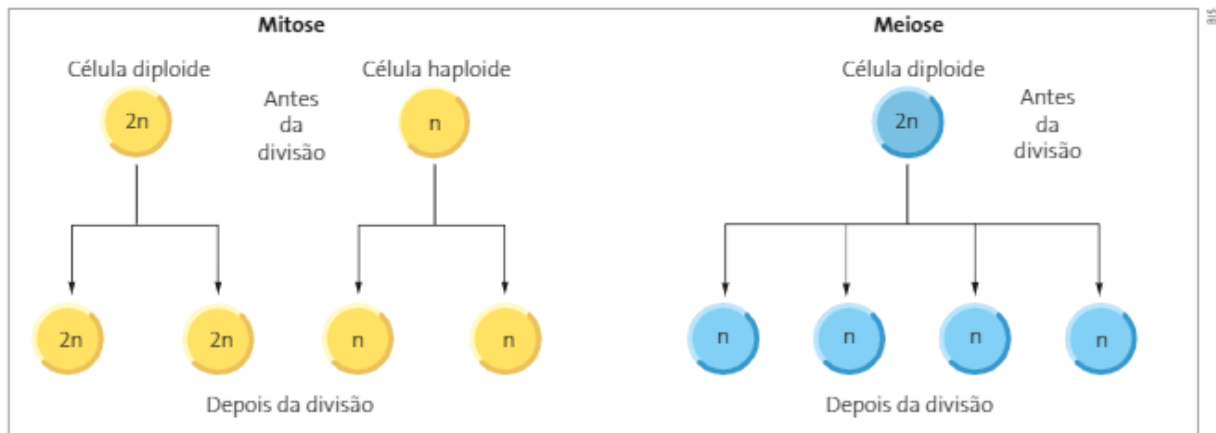 Mitose
Célula diploide
Célula haploide
2n
Antes
da
divisão
n
2n
2n
n
n
Depois da divisão
Meiose
Célula diploide
2n
Antes
da
divisão
n
n
n
n
Depois da divisão